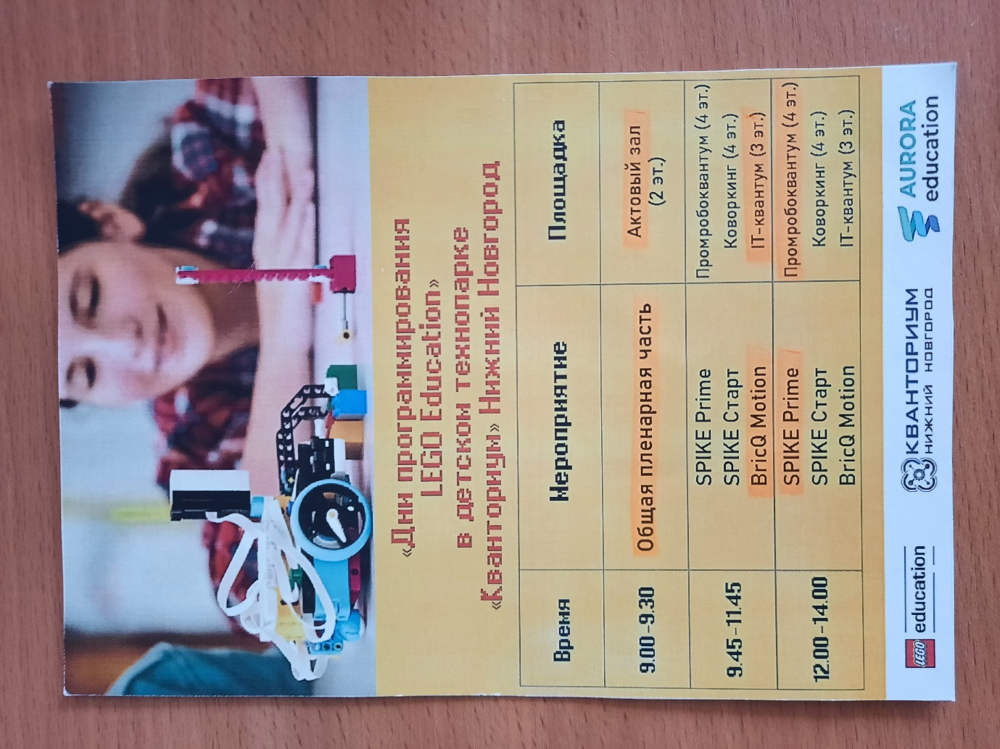 «Дни программирования
LEGO Education»
в детском технопарке
«Кванториум» Нижний Новгород
Время Мероприятие Площадка
9.00-9.30 Общая пленарная часть Актовый зал
(2 эт.)
9.45-11.45 SPIKE Prime Промробоквантум (4 эт.)
SPIKE Старт Коворкинг (4 эт.)
BricQ Motion IT-квантум (3 эт.)
12.00-14.00 SPIKE Prime Промробоквантум (4 эт.)
SPIKE Старт Коворкинг (4 эт.)
BricQ Motion IT-квантум (3 эт.)
LEGO education
КВАНТОРИУМ
НИЖНИЙ НОВГОРОД
AURORA
education